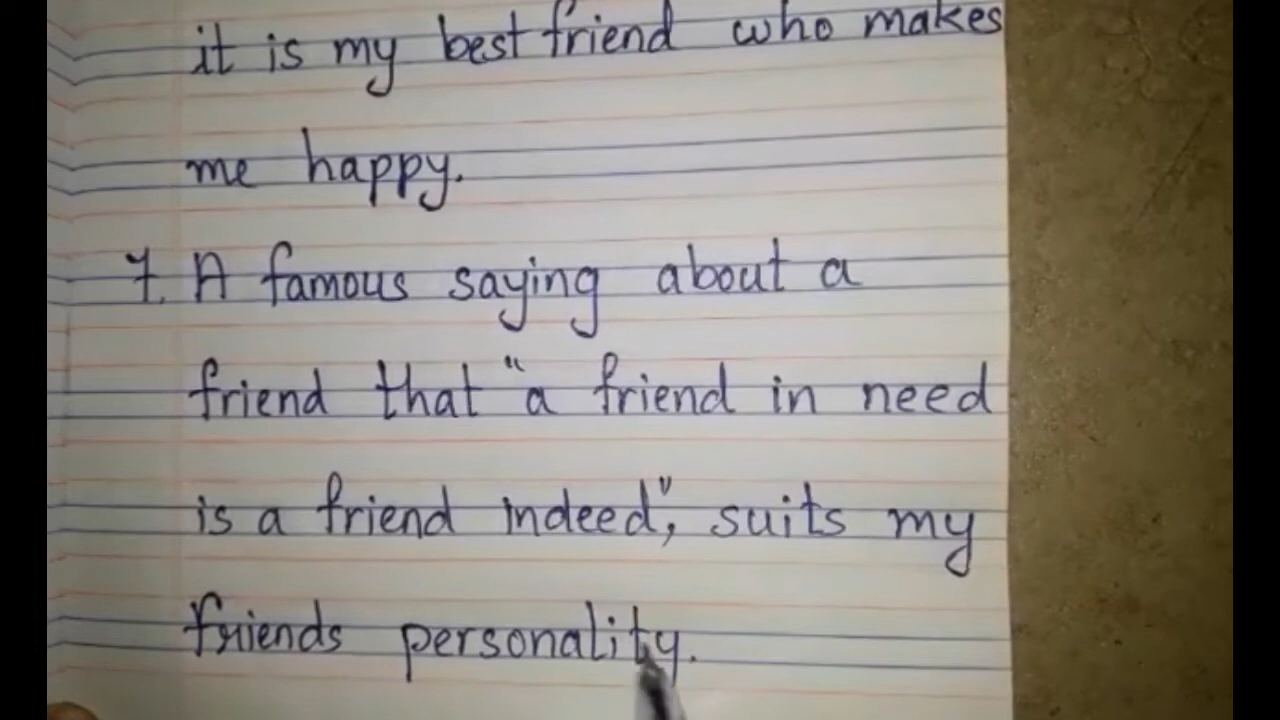 it is my best friend who makes
me happy.
7. A famous saying about a
friend that "a friend in need
is a friend indeed", suits my
friends personality.